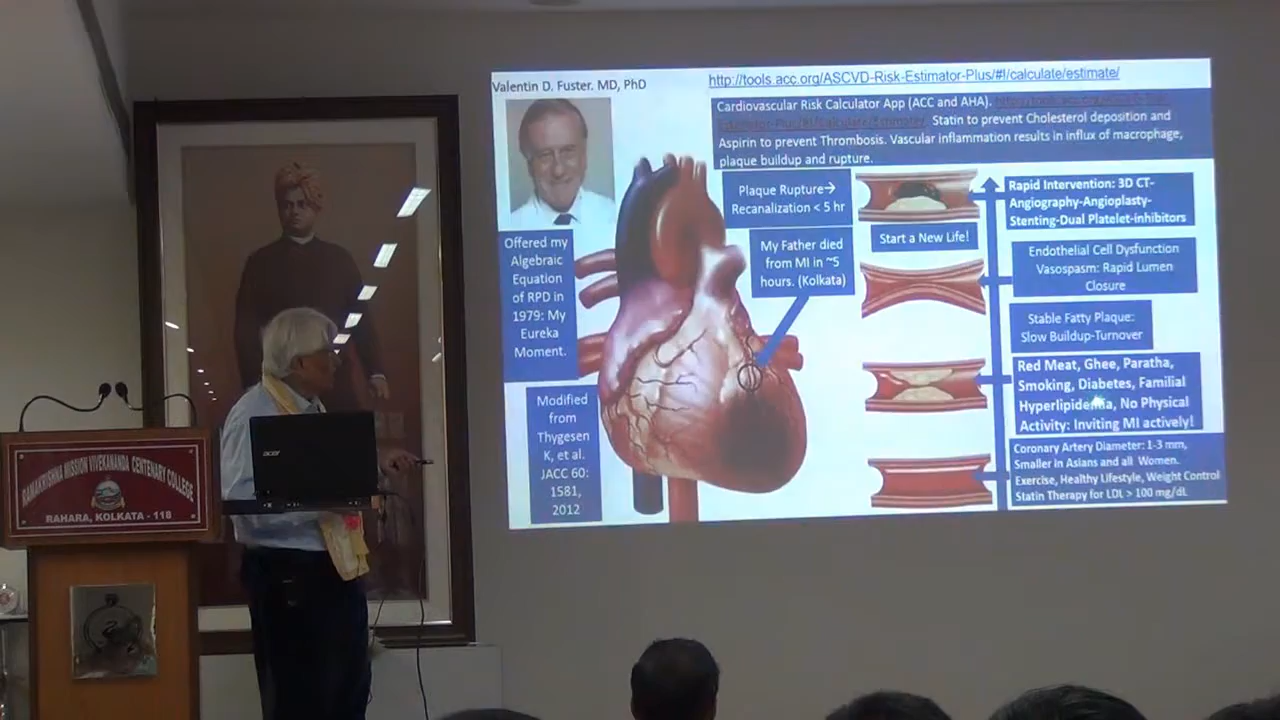 Valentin D. Fuster. MD, PhD
http://tools.acc.org/ASCVD-Risk-Estimator-Plus/#!/calculate/estimate/
Cardiovascular Risk Calculator App (ACC and AHA).
Statin to prevent Cholesterol deposition and
Aspirin to prevent Thrombosis. Vascular inflammation results in influx of macrophage,
plaque buildup and rupture.
Plaque Rupture→
Recanalization < 5 hr
Rapid Intervention: 3D CT-
Angiography-Angioplasty-
Stenting-Dual Platelet-inhibitors
Offered my
Algebraic
Equation
of RPD in
1979: My
Eureka
Moment.
My Father died
from MI in ~5
hours. (Kolkata)
Start a New Life!
Endothelial Cell Dysfunction
Vasospasm: Rapid Lumen
Closure
Stable Fatty Plaque:
Slow Buildup-Turnover
Red Meat, Ghee, Paratha,
Smoking, Diabetes, Familial
Hyperlipidemia, No Physical
Activity: Inviting MI actively!
Modified
from
Thygesen
K, et al.
JACC 60:
1581,
2012
Coronary Artery Diameter: 1-3 mm,
Smaller in Asians and all Women.
Exercise, Healthy Lifestyle, Weight Control
Statin Therapy for LDL > 100 mg/dL
acer
RAMAKRISHNA MISSION VIVEKANANDA CENTENARY COLLEGE
RAHARA, KOLKATA - 118